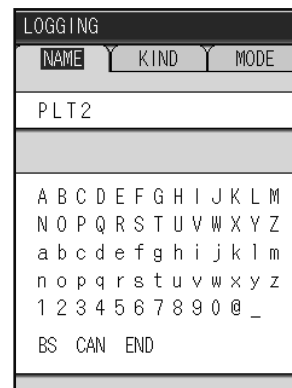 LOGGING
NAME KIND MODE
PLT2
A B C D E F G H I J K L M
N O P Q R S T U V W X Y Z
a b c d e f g h i j k l m
n o p q r s t u v w x y z
1 2 3 4 5 6 7 8 9 0 @ _
BS CAN END